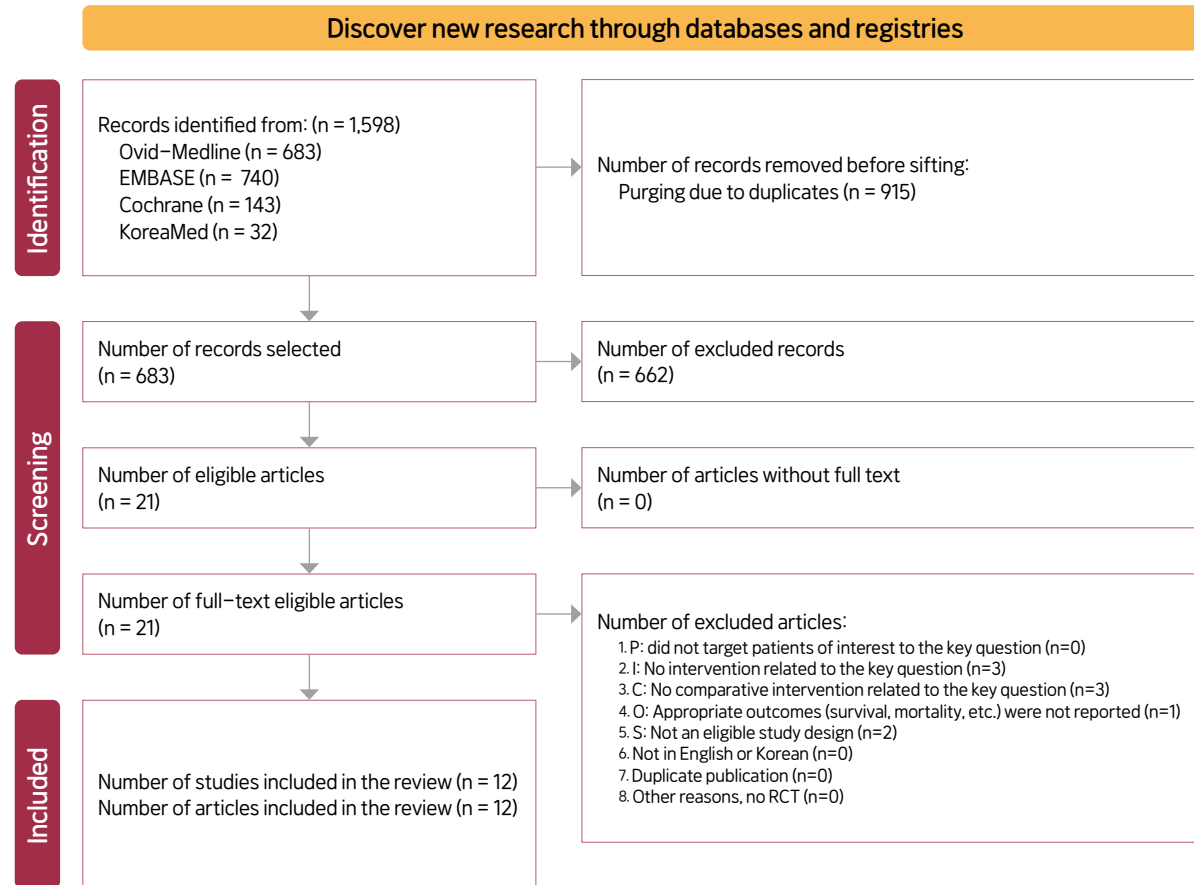 Discover new research through databases and registries
Identification
Records identified from: (n = 1,598)
Ovid-Medline (n = 683)
EMBASE (n = 740)
Cochrane (n = 143)
KoreaMed (n = 32)
Number of records removed before sifting:
Purging due to duplicates (n = 915)
Screening
Number of records selected
(n = 683)
Number of excluded records
(n = 662)
Number of eligible articles
(n = 21)
Number of articles without full text
(n = 0)
Number of full-text eligible articles
(n = 21)
Number of excluded articles:
1. P: did not target patients of interest to the key question (n=0)
2. I: No intervention related to the key question (n=3)
3. C: No comparative intervention related to the key question (n=3)
4. O: Appropriate outcomes (survival, mortality, etc.) were not reported (n=1)
5. S: Not an eligible study design (n=2)
6. Not in English or Korean (n=0)
7. Duplicate publication (n=0)
8. Other reasons, no RCT (n=0)
Included
Number of studies included in the review (n = 12)
Number of articles included in the review (n = 12)